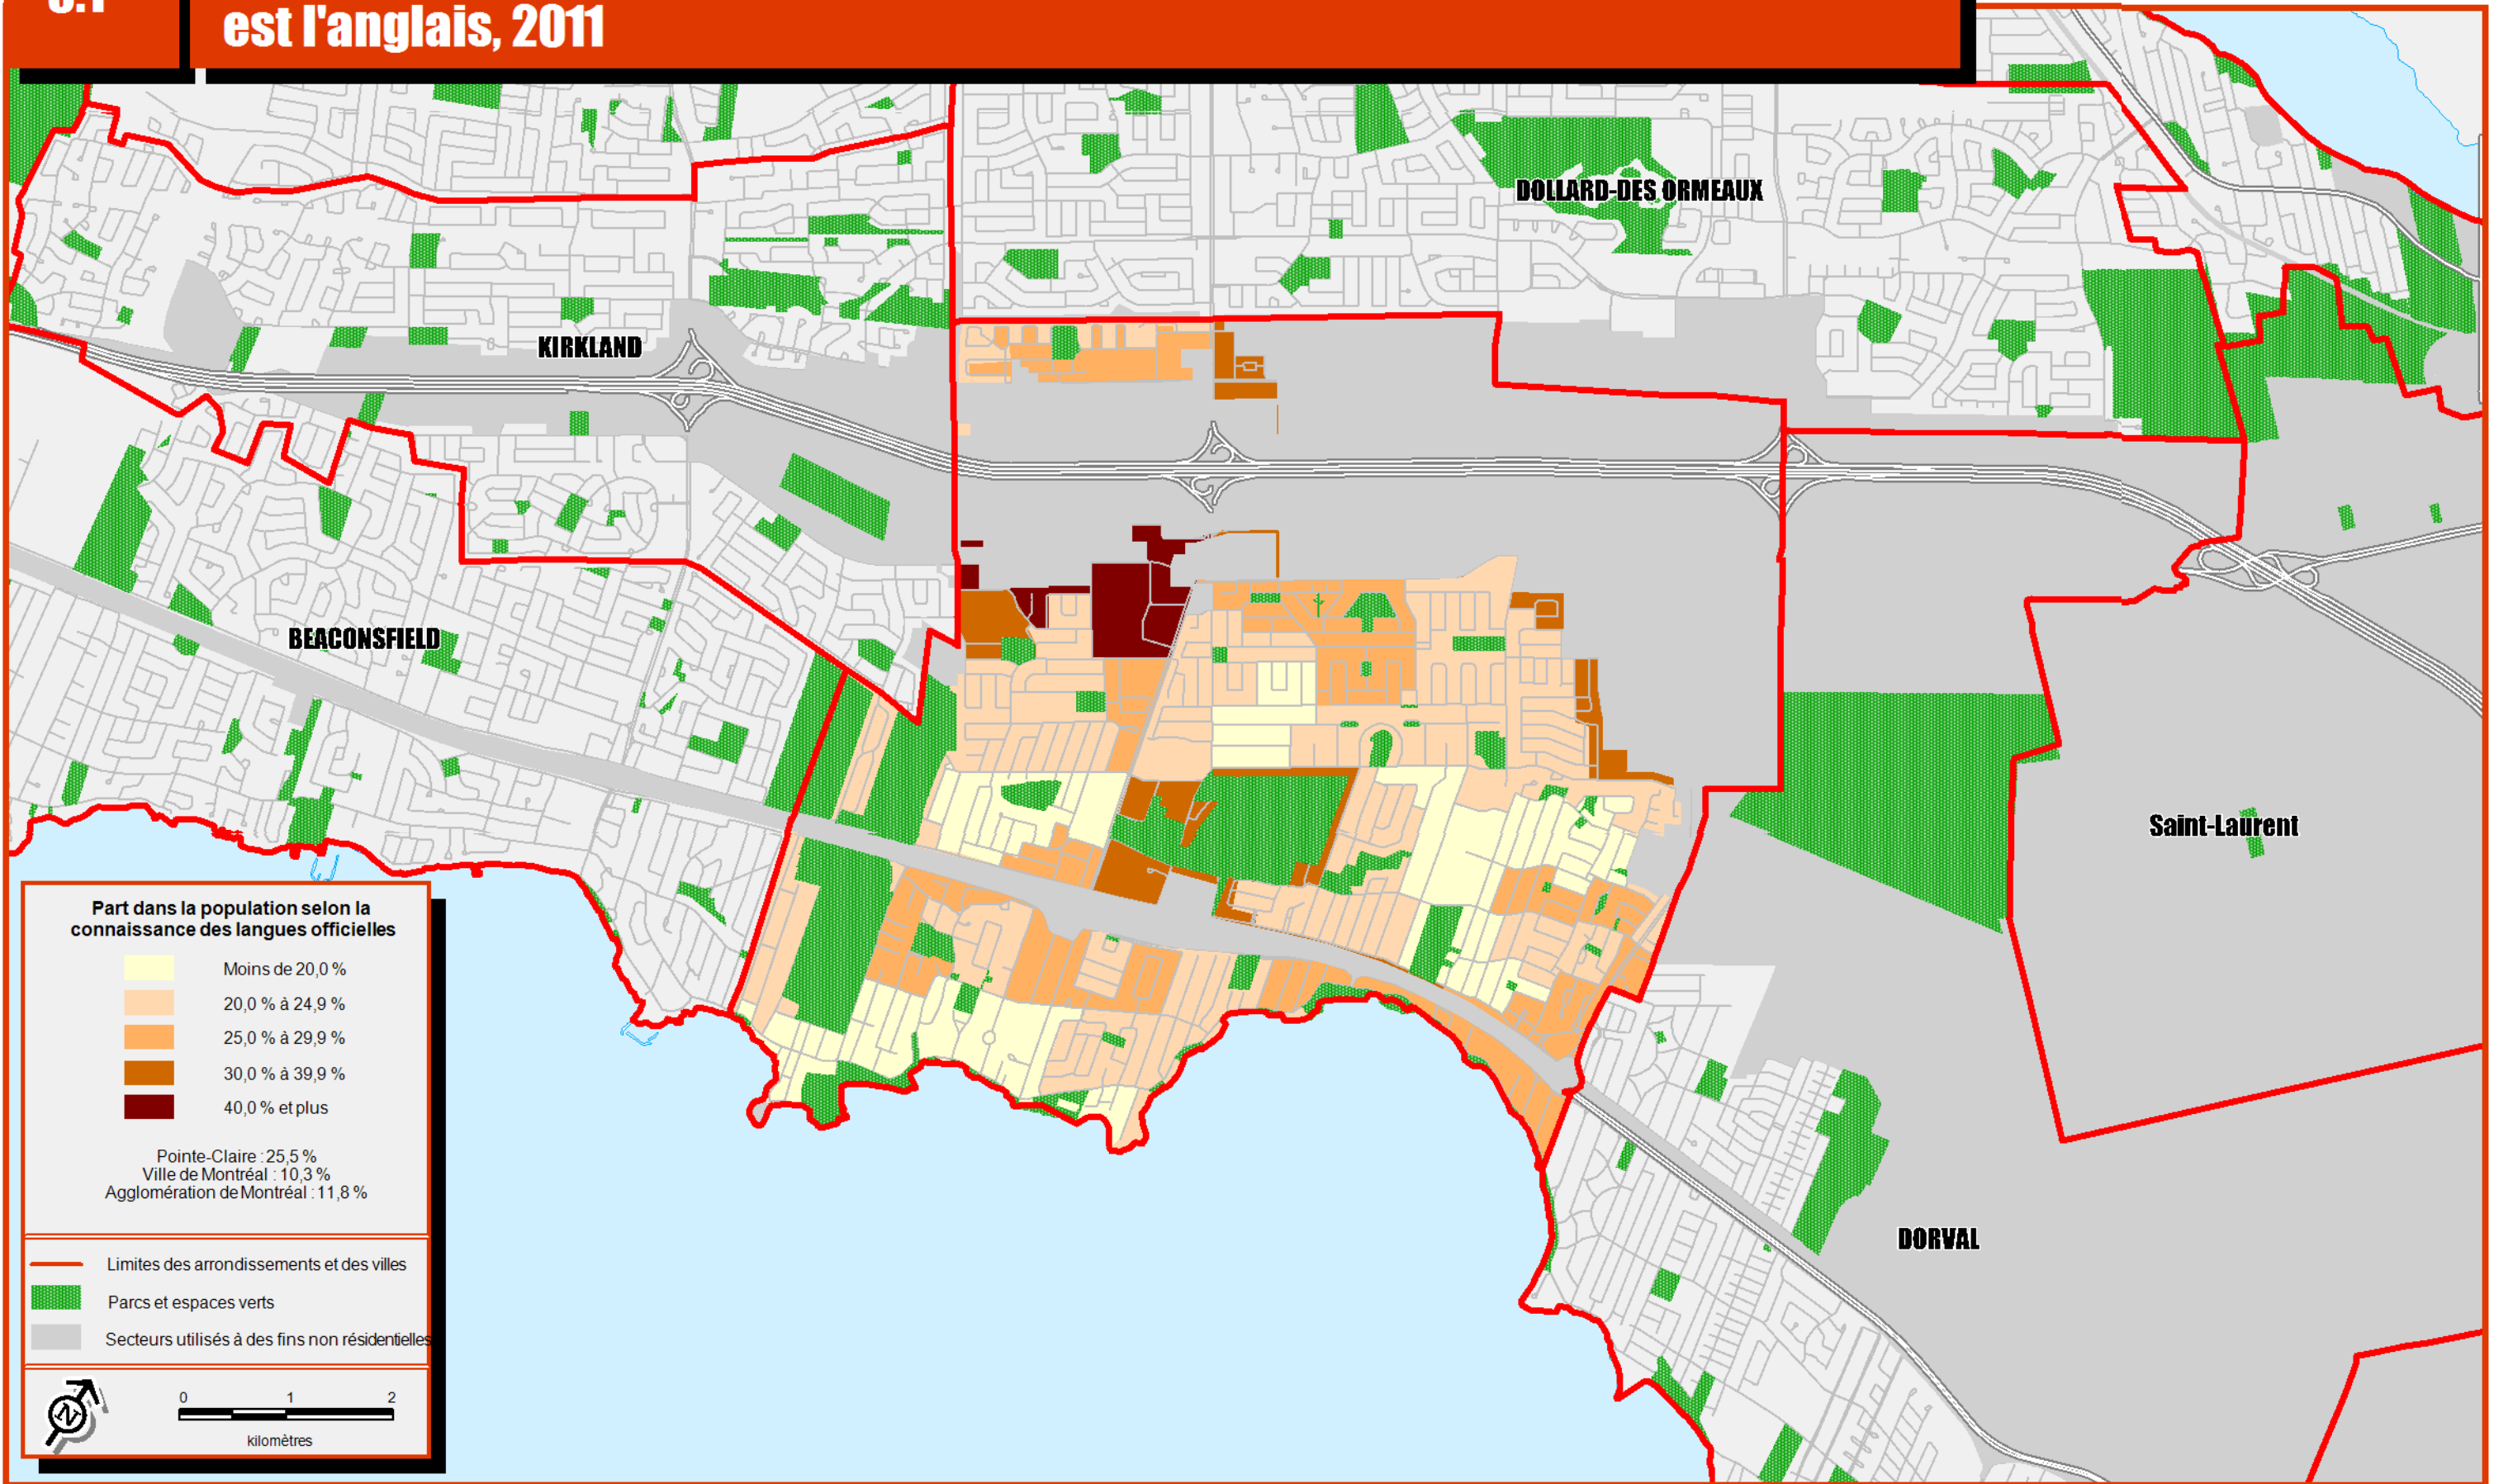 est l'anglais, 2011
DOLLARD-DES ORMEAUX
KIRKLAND
BEACONSFIELD
Saint-Laurent
DORVAL
Part dans la population selon la
connaissance des langues officielles
Moins de 20,0 %
20,0 % à 24,9 %
25,0 % à 29,9 %
30,0 % à 39,9 %
40,0 % et plus
Pointe-Claire : 25,5 %
Ville de Montréal : 10,3 %
Agglomération de Montréal : 11,8 %
Limites des arrondissements et des villes
Parcs et espaces verts
Secteurs utilisés à des fins non résidentielles
N
0 1 2
kilomètres